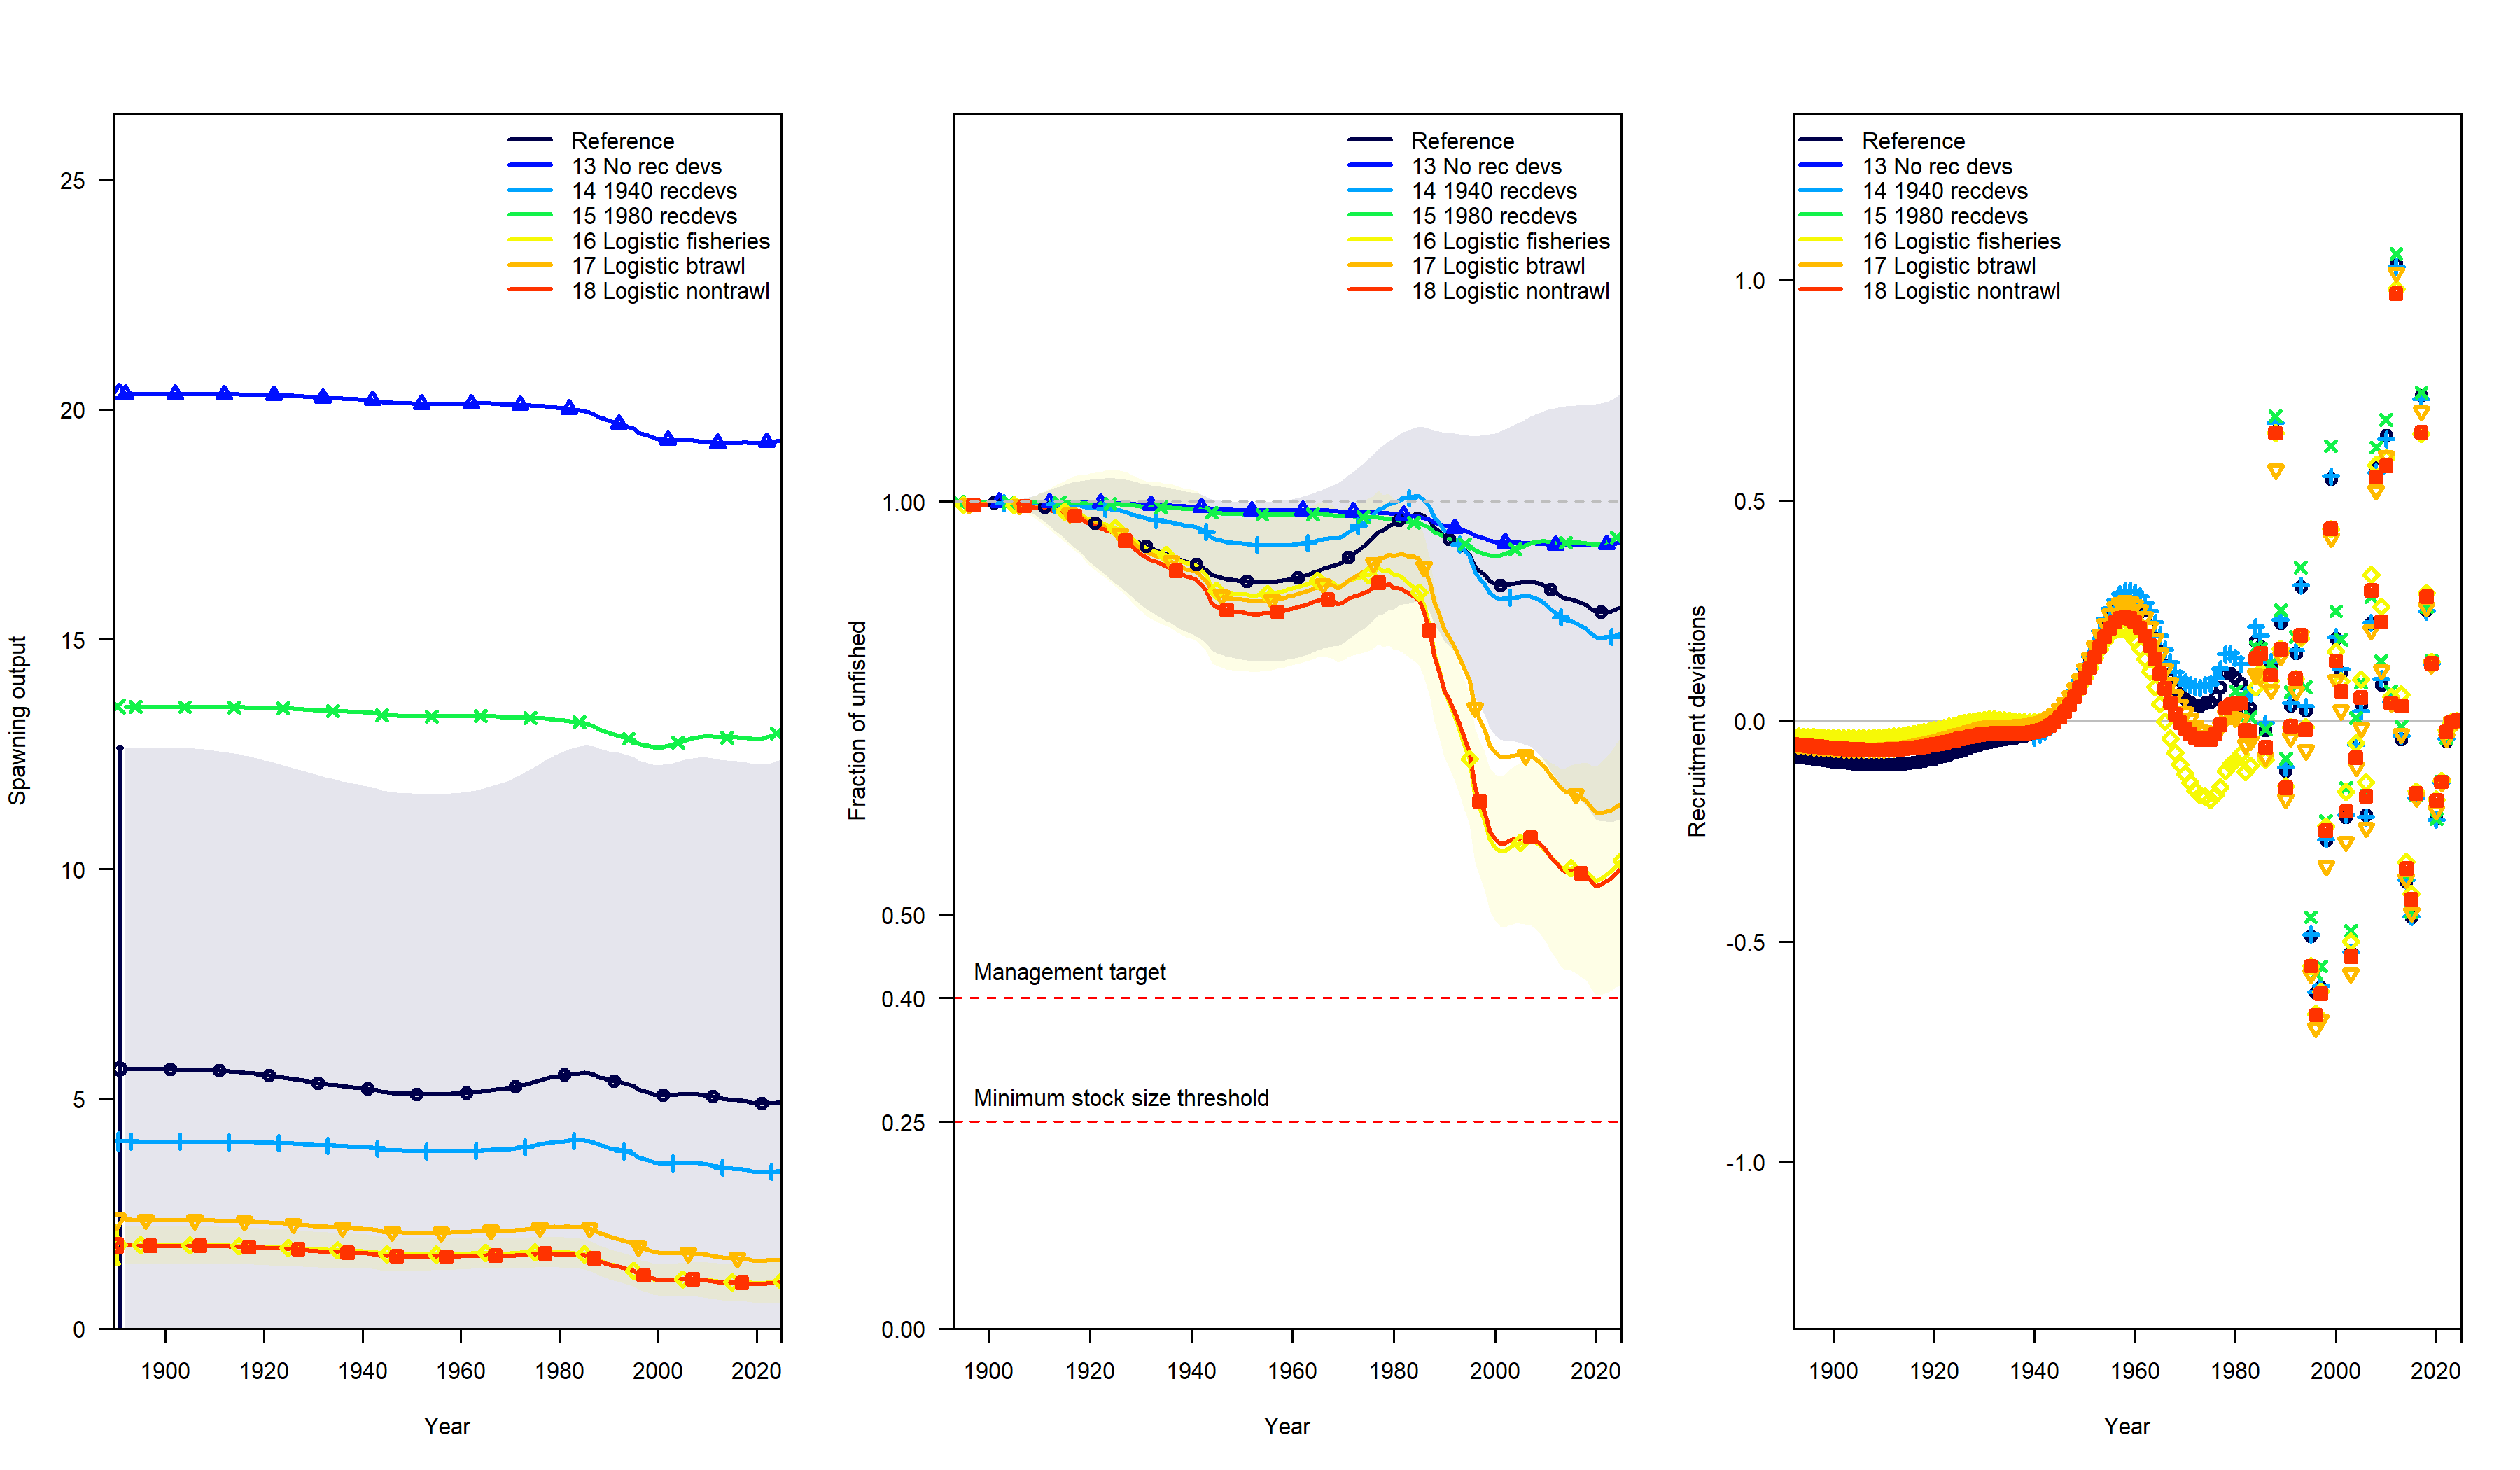 Reference
13 No rec devs
14 1940 recdevs
15 1980 recdevs
16 Logistic fisheries
17 Logistic btrawl
18 Logistic nontrawl
25
20
15
10
5
0
Spawning output
1900 1920 1940 1960 1980 2000 2020
Year
Reference
13 No rec devs
14 1940 recdevs
15 1980 recdevs
16 Logistic fisheries
17 Logistic btrawl
18 Logistic nontrawl
1.00
0.50
0.40
0.25
0.00
Fraction of unfished
Management target
Minimum stock size threshold
1900 1920 1940 1960 1980 2000 2020
Year
Reference
13 No rec devs
14 1940 recdevs
15 1980 recdevs
16 Logistic fisheries
17 Logistic btrawl
18 Logistic nontrawl
1.0
0.5
0.0
-0.5
-1.0
Recruitment deviations
1900 1920 1940 1960 1980 2000 2020
Year